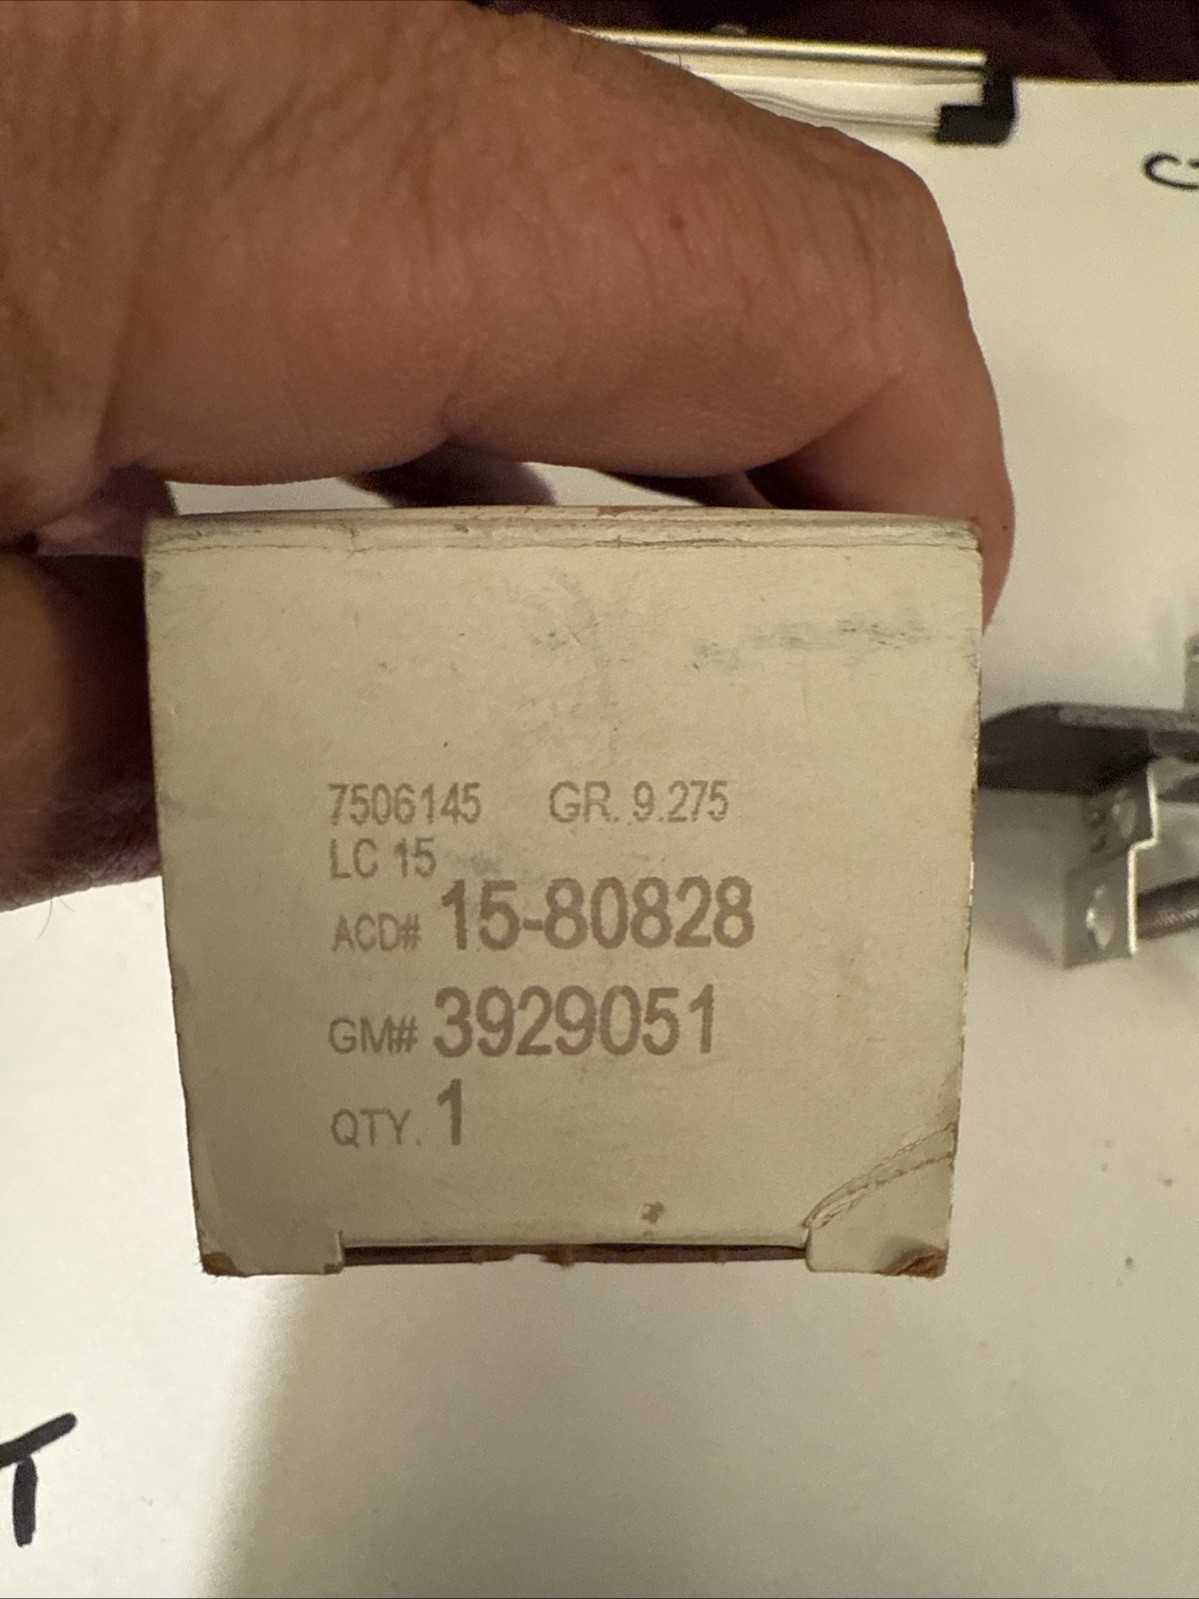 7506145 GR. 9.275
LC 15
ACD# 15-80828
GM# 3929051
QTY. 1
T